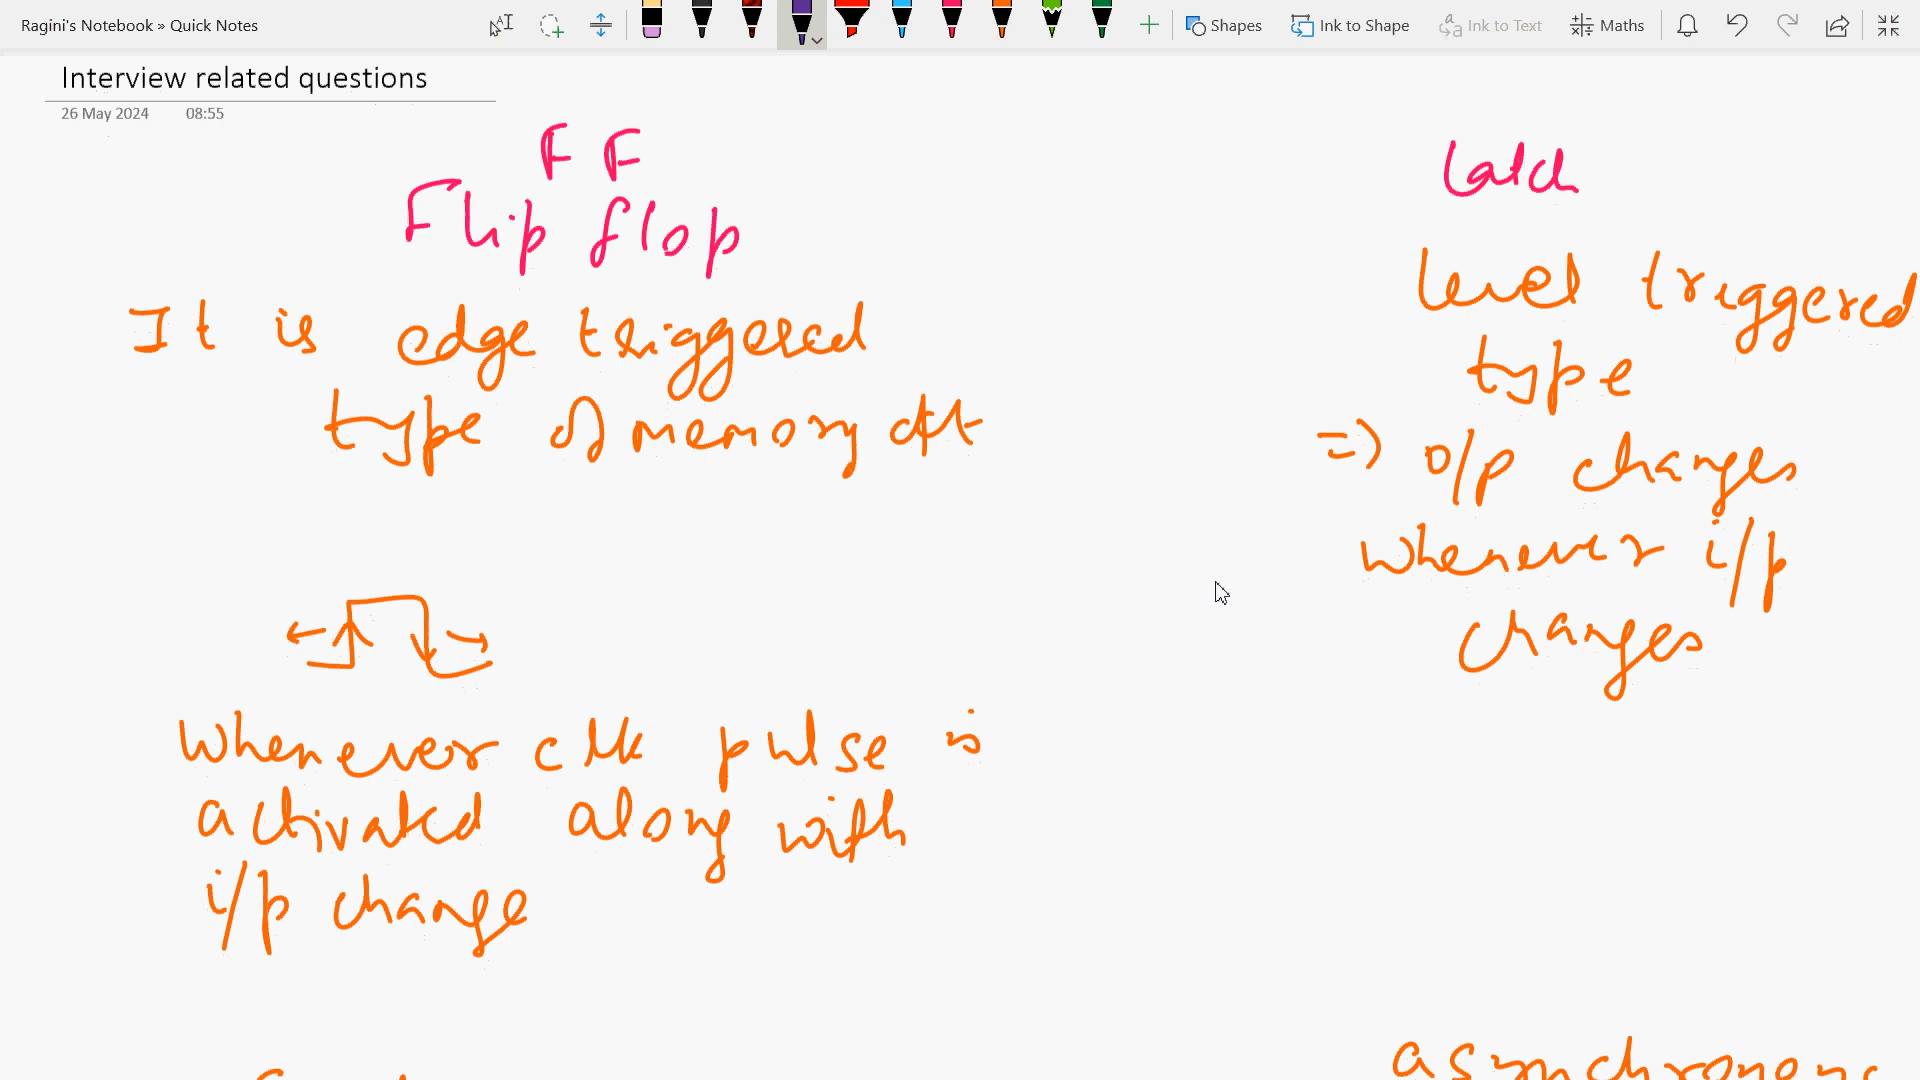 Ragini's Notebook » Quick Notes
Shapes
Ink to Shape
Ink to Text
Maths
Interview related questions
26 May 2024 08:55
FF
Flip flop
It is edge triggered
type of memory ckt
Whenever clk pulse is
activated along with
i/p change
Latch
level triggered
type
=> o/p changes
whenever i/p
changes
asynchronous